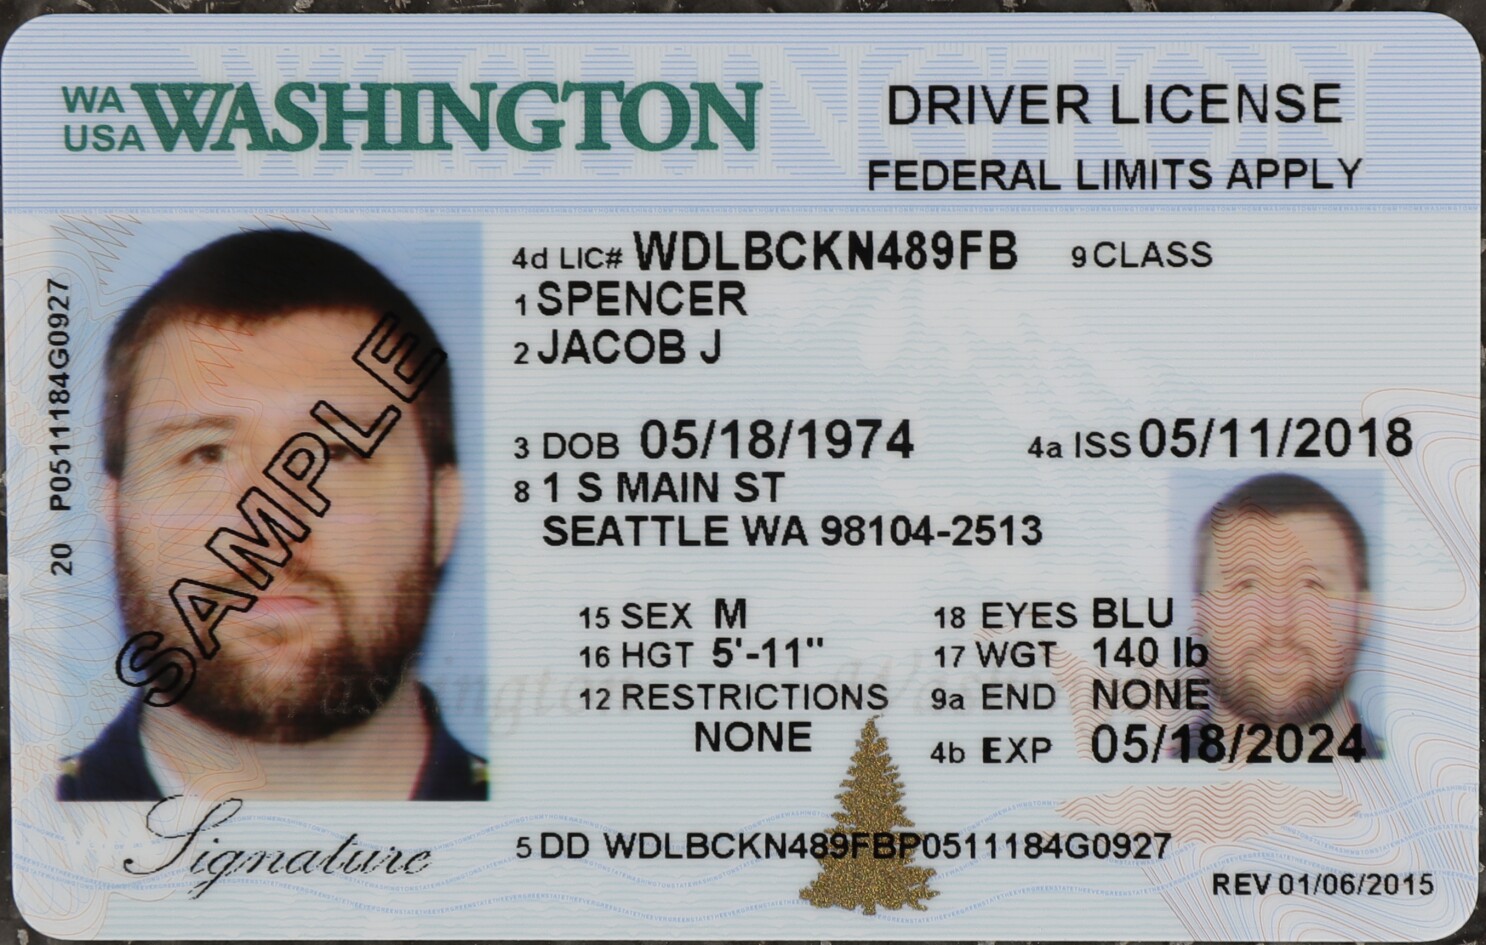 WA WASHINGTON
USA
DRIVER LICENSE
FEDERAL LIMITS APPLY
20 P0511184G0927
SAMPLE
4d LIC# WDLBCKN489FB 9 CLASS
1 SPENCER
2 JACOB J
3 DOB 05/18/1974 4a ISS 05/11/2018
8 1 S MAIN ST
SEATTLE WA 98104-2513
15 SEX M 18 EYES BLU
16 HGT 5'-11" 17 WGT 140 lb
12 RESTRICTIONS 9a END NONE
NONE 4b EXP 05/18/2024
Signature
5 DD WDLBCKN489FBP0511184G0927
REV 01/06/2015